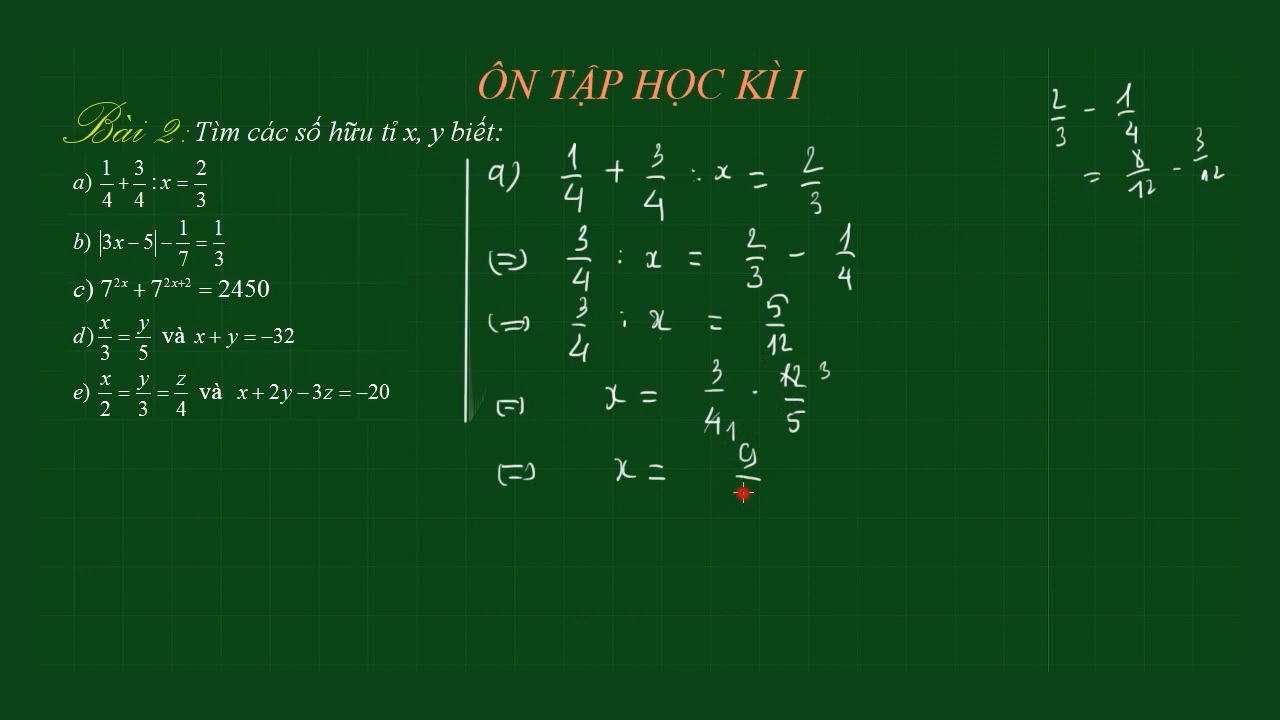 ÔN TẬP HỌC KÌ I
Bài 2: Tìm các số hữu tỉ x, y biết:
a) 1/4 + 3/4 : x = 2/3
b) |3x − 5| − 1/7 = 1/3
c) 7^{2x} + 7^{2x+2} = 2450
d) x/3 = y/5 và x + y = −32
e) x/2 = y/3 = z/4 và x + 2y − 3z = −20
a) 1/4 + 3/4 : x = 2/3
(=) 3/4 : x = 2/3 − 1/4
(=) 3/4 : x = 5/12
(=) x = 3/4 1 . 12/5 3
(=) x = 9/
2/3 − 1/4
= 8/12 − 3/12